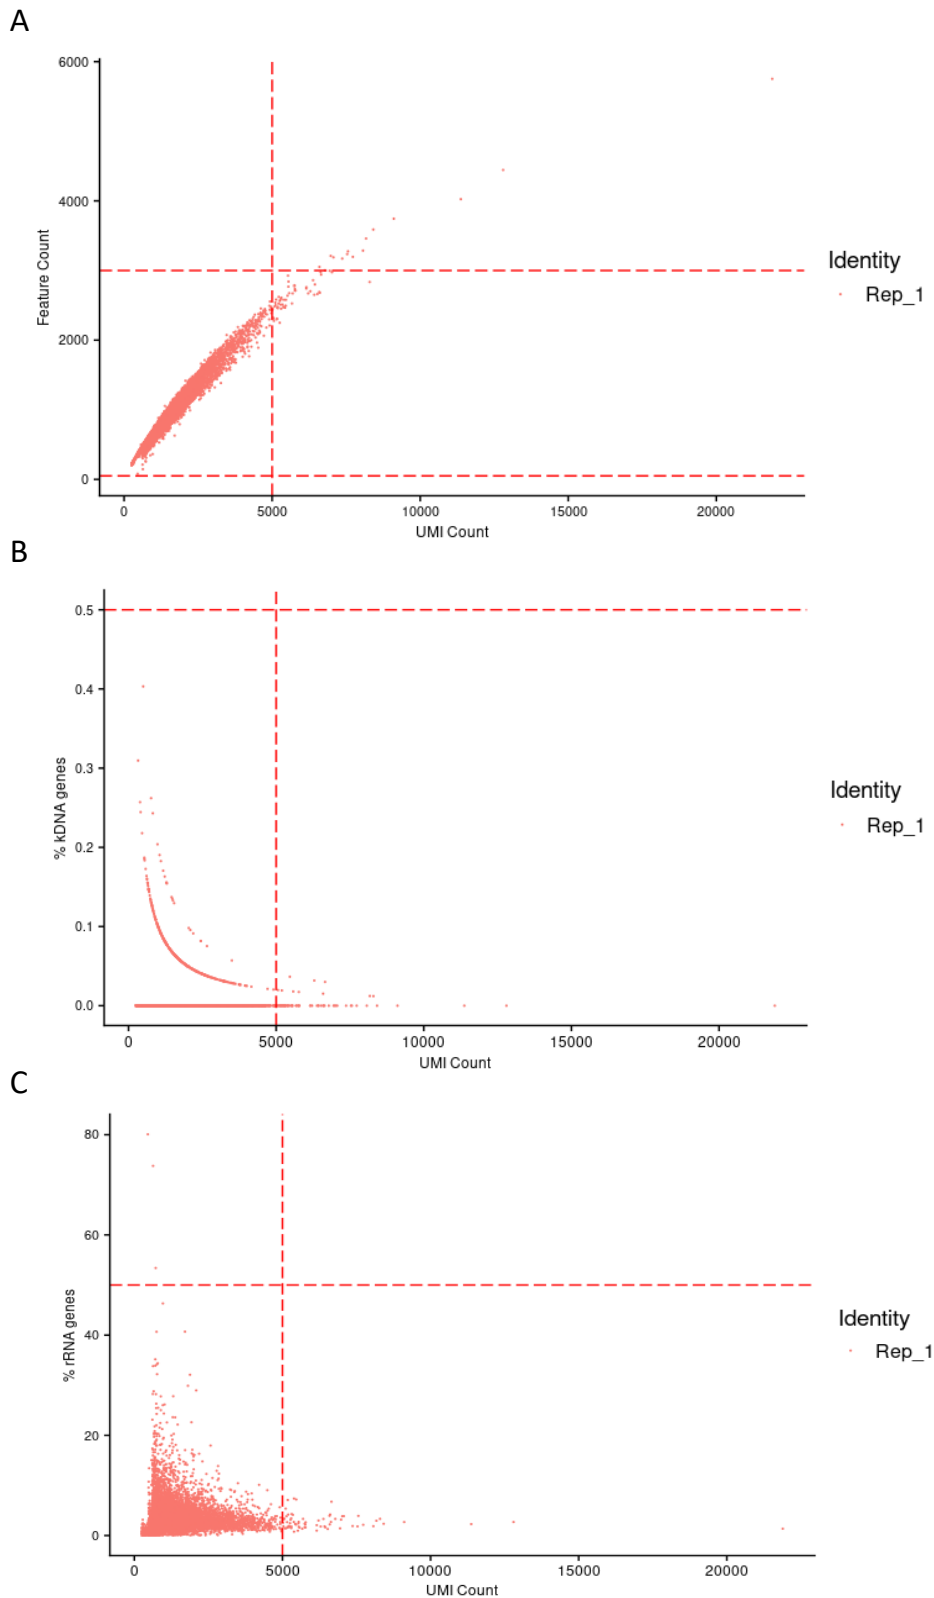 A
6000
4000
2000
0
Feature Count
0 5000 10000 15000 20000
UMI Count
Identity
Rep_1
B
0.5
0.4
0.3
0.2
0.1
0.0
% kDNA genes
0 5000 10000 15000 20000
UMI Count
Identity
Rep_1
C
80
60
40
20
0
% rRNA genes
0 5000 10000 15000 20000
UMI Count
Identity
Rep_1